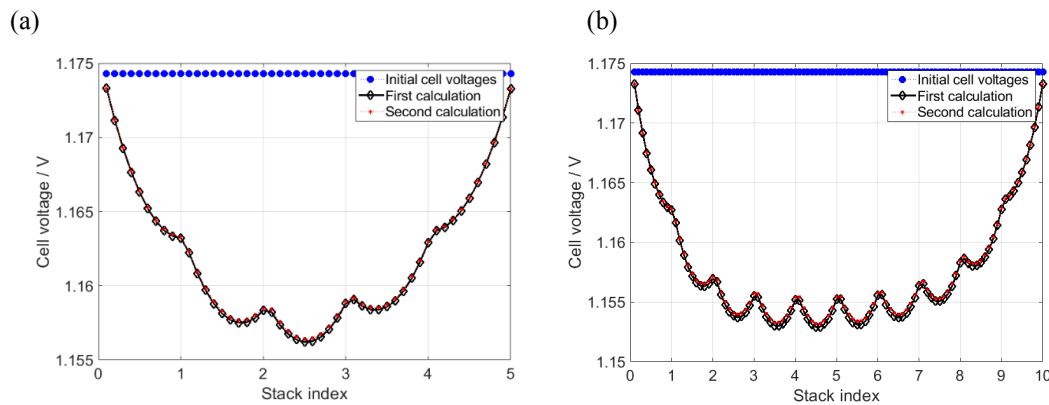 (a)
(b)
1.175
1.17
1.165
1.16
1.155
Cell voltage / V
0 1 2 3 4 5
Stack index
Initial cell voltages
First calculation
Second calculation
1.175
1.17
1.165
1.16
1.155
1.15
Cell voltage / V
0 1 2 3 4 5 6 7 8 9 10
Stack index
Initial cell voltages
First calculation
Second calculation